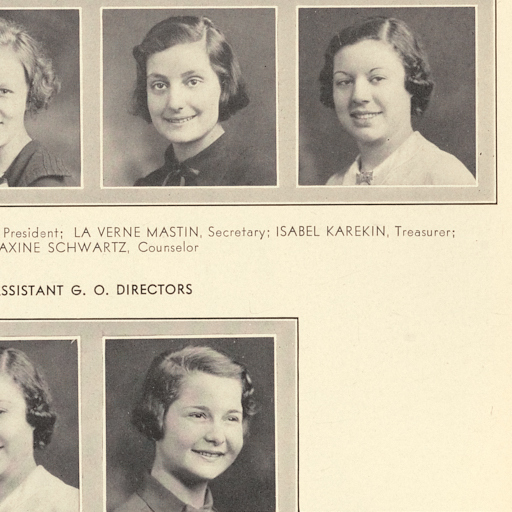 President; LA VERNE MASTIN, Secretary; ISABEL KAREKIN, Treasurer;
AXINE SCHWARTZ, Counselor
SSISTANT G. O. DIRECTORS